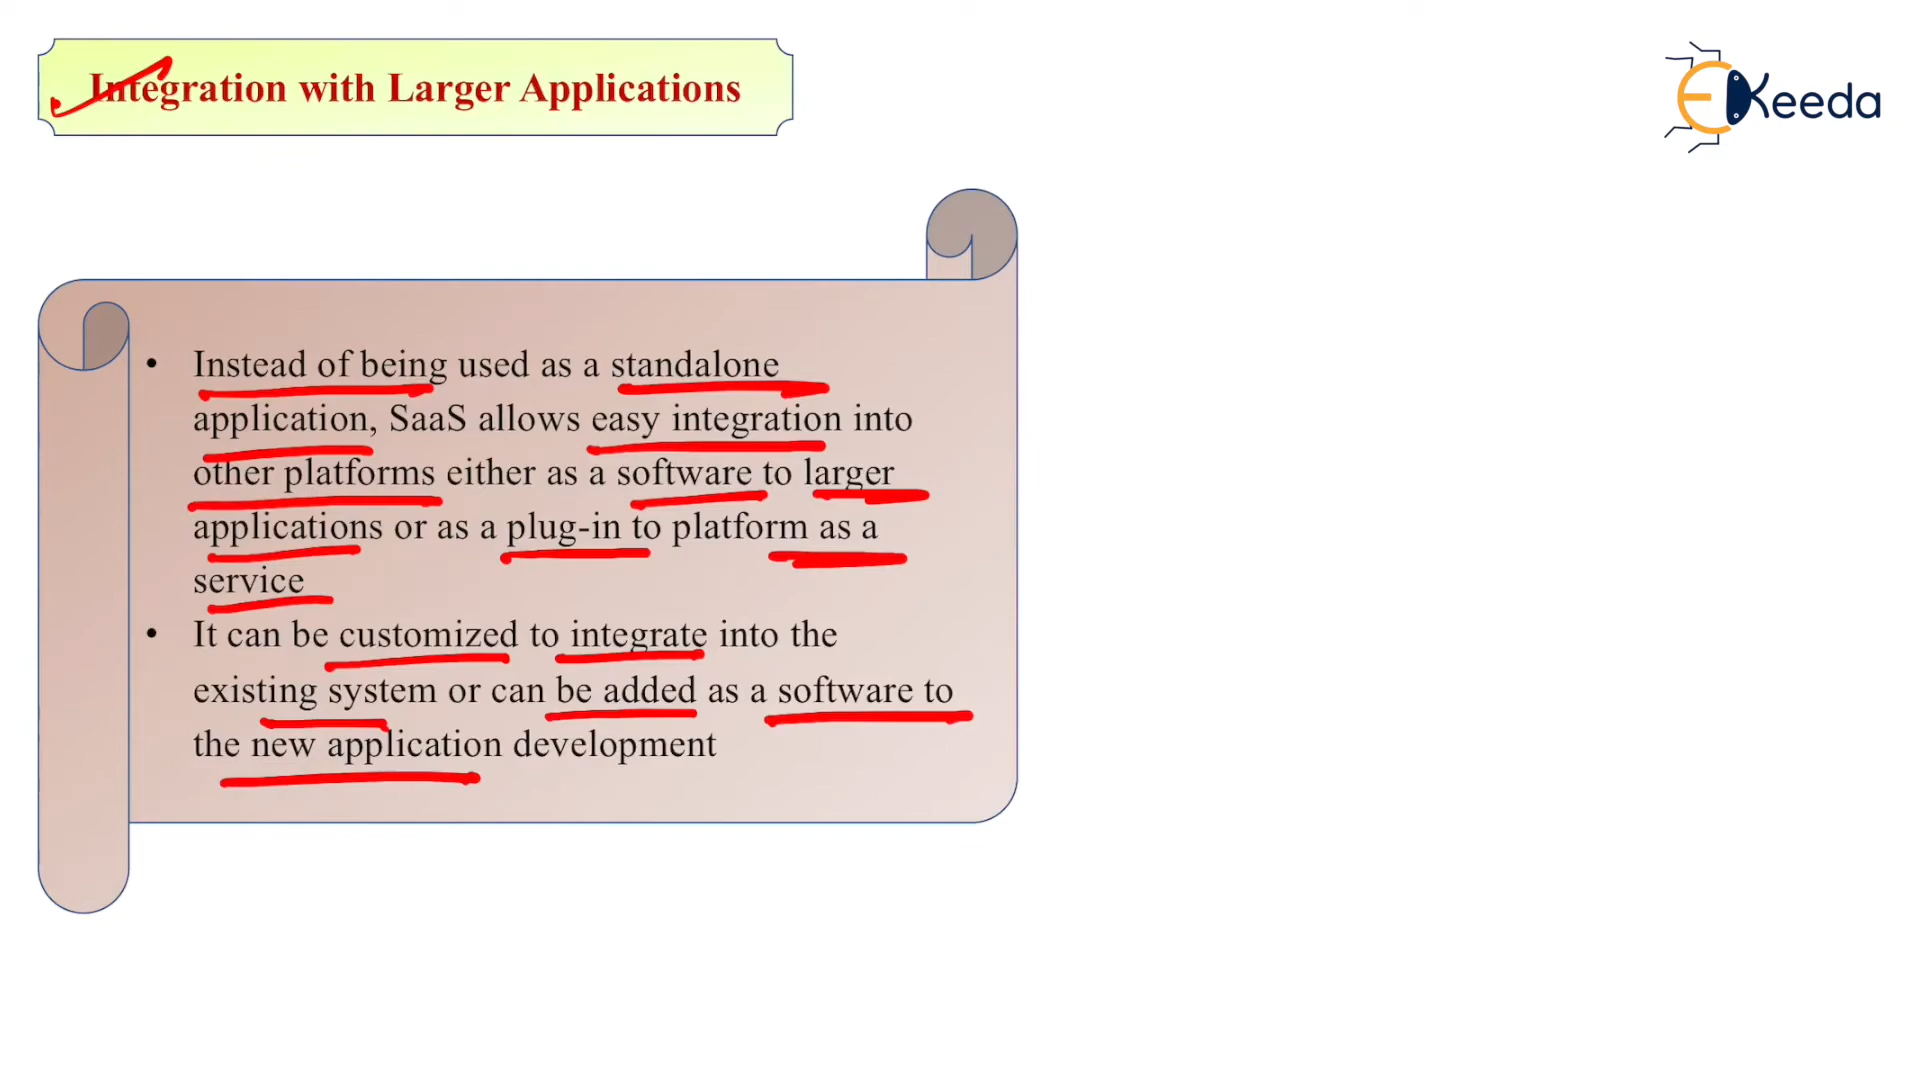 Integration with Larger Applications
EKeeda
• Instead of being used as a standalone
application, SaaS allows easy integration into
other platforms either as a software to larger
applications or as a plug-in to platform as a
service
• It can be customized to integrate into the
existing system or can be added as a software to
the new application development